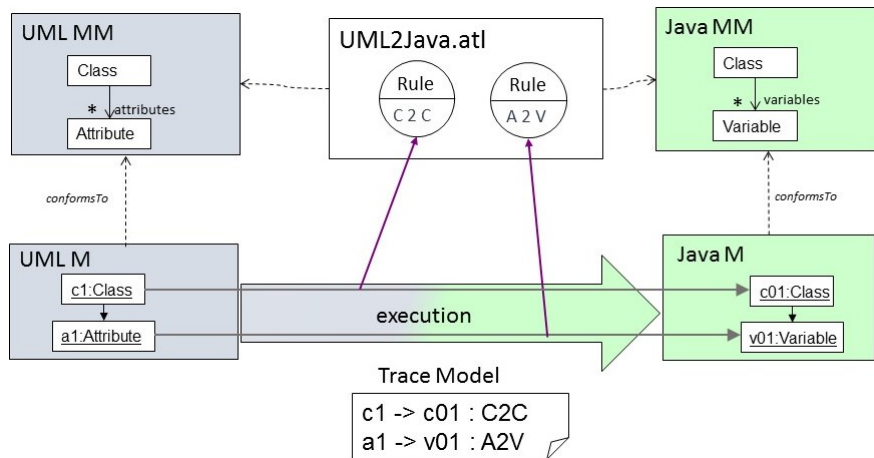 UML MM
Class
* attributes
Attribute
UML2Java.atl
Rule
C 2 C
Rule
A 2 V
Java MM
Class
* variables
Variable
conformsTo
conformsTo
UML M
c1:Class
a1:Attribute
execution
Java M
c01:Class
v01:Variable
Trace Model
c1 -> c01 : C2C
a1 -> v01 : A2V